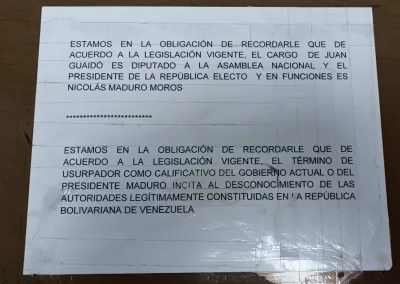 ESTAMOS EN LA OBLIGACIÓN DE RECORDARLE QUE DE
ACUERDO A LA LEGISLACIÓN VIGENTE, EL CARGO DE JUAN
GUAIDÓ ES DIPUTADO A LA ASAMBLEA NACIONAL Y EL
PRESIDENTE DE LA REPÚBLICA ELECTO Y EN FUNCIONES ES
NICOLÁS MADURO MOROS
**************************
ESTAMOS EN LA OBLIGACIÓN DE RECORDARLE QUE DE
ACUERDO A LA LEGISLACIÓN VIGENTE, EL TÉRMINO DE
USURPADOR COMO CALIFICATIVO DEL GOBIERNO ACTUAL O DEL
PRESIDENTE MADURO INCITA AL DESCONOCIMIENTO DE LAS
AUTORIDADES LEGÍTIMAMENTE CONSTITUIDAS EN LA REPÚBLICA
BOLIVARIANA DE VENEZUELA